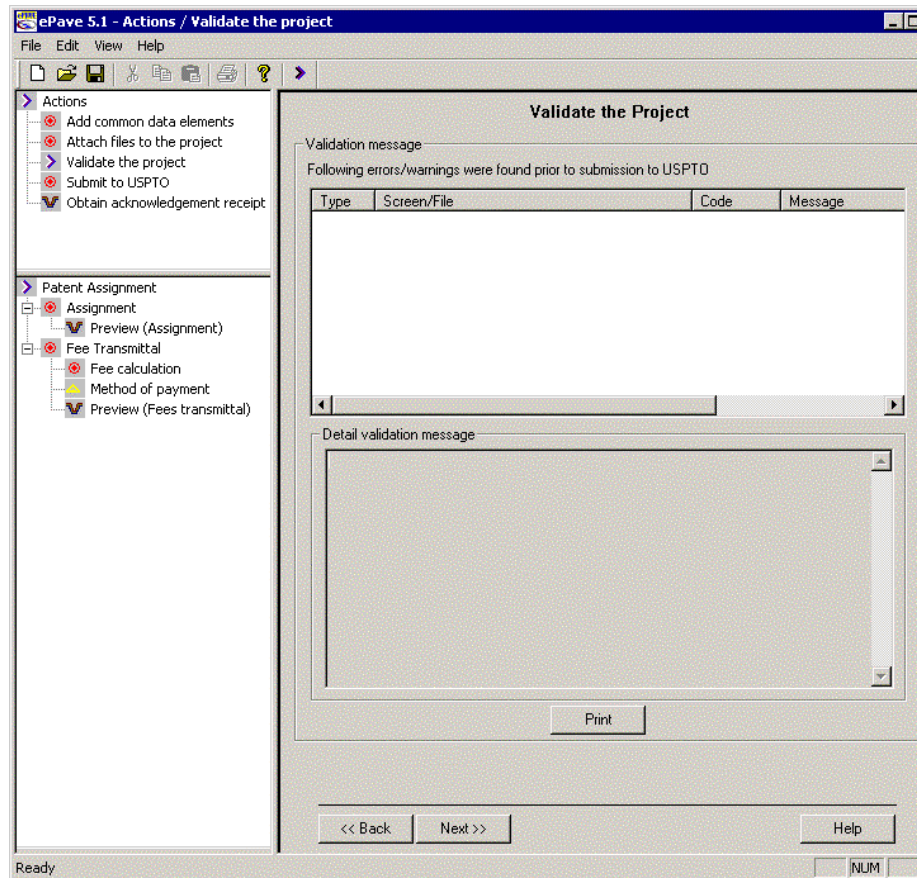 ePave 5.1 - Actions / Validate the project
File Edit View Help
Actions
Add common data elements
Attach files to the project
Validate the project
Submit to USPTO
Obtain acknowledgement receipt
Patent Assignment
Assignment
Preview (Assignment)
Fee Transmittal
Fee calculation
Method of payment
Preview (Fees transmittal)
Validate the Project
Validation message
Following errors/warnings were found prior to submission to USPTO
Type Screen/File Code Message
Detail validation message
Print
<< Back Next >> Help
Ready NUM